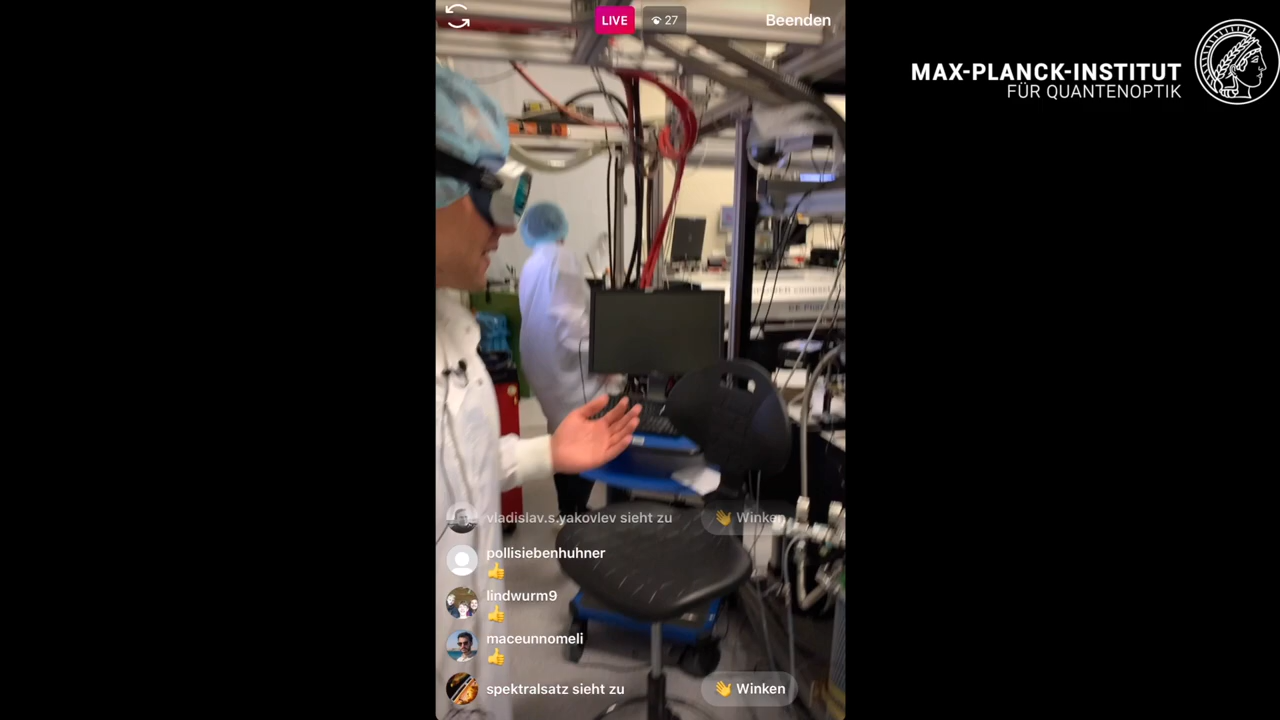 LIVE
27
Beenden
MAX-PLANCK-INSTITUT
FÜR QUANTENOPTIK
vladislav.s.yakovlev sieht zu
Winken
pollisiebenhuhner
👍
lindwurm9
👍
maceunnomeli
👍
spektralsatz sieht zu
👋 Winken